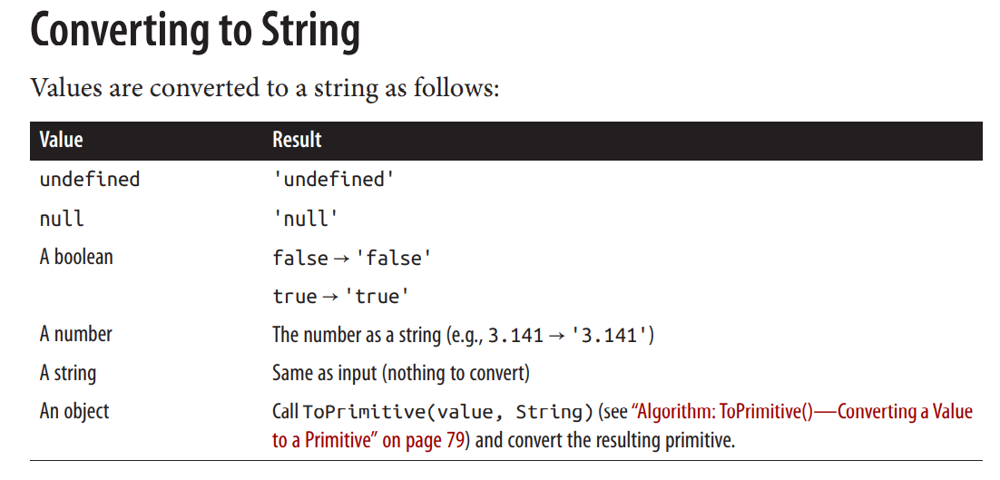 Converting to String
Values are converted to a string as follows:
Value Result
undefined 'undefined'
null 'null'
A boolean false → 'false'
true → 'true'
A number The number as a string (e.g., 3.141 → '3.141')
A string Same as input (nothing to convert)
An object Call ToPrimitive(value, String) (see “Algorithm: ToPrimitive()—Converting a Value
to a Primitive” on page 79) and convert the resulting primitive.